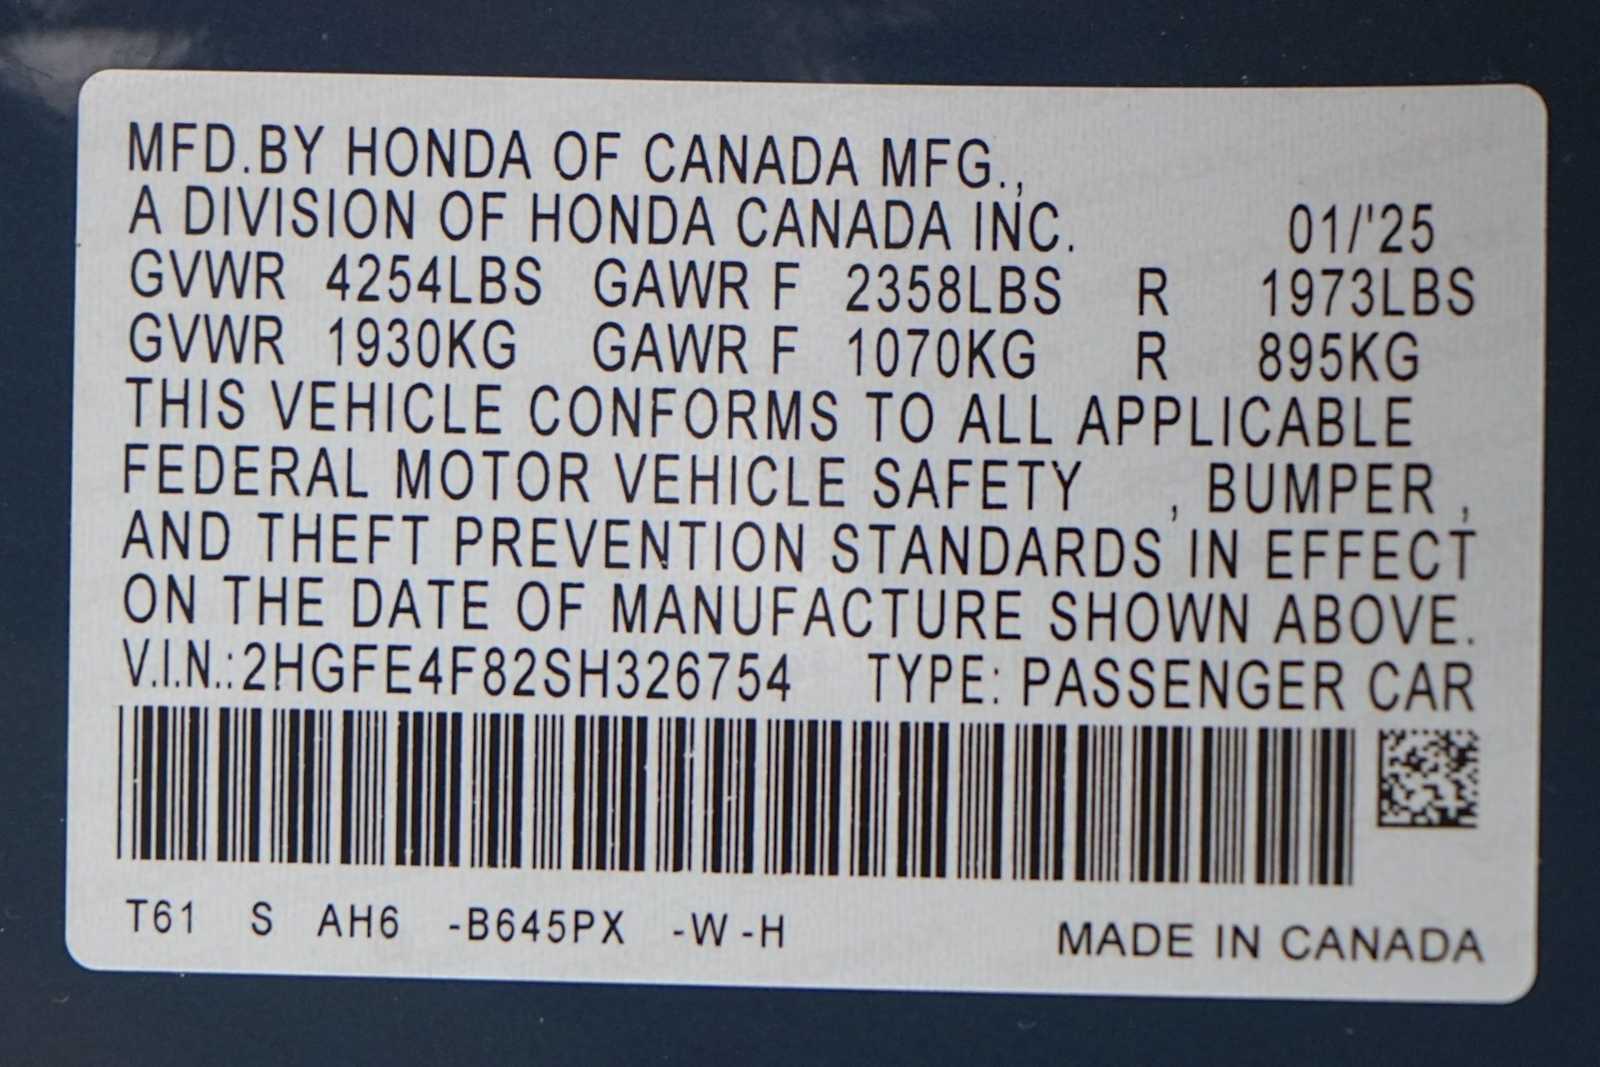 MFD.BY HONDA OF CANADA MFG.,
A DIVISION OF HONDA CANADA INC. 01/'25
GVWR 4254LBS GAWR F 2358LBS R 1973LBS
GVWR 1930KG GAWR F 1070KG R 895KG
THIS VEHICLE CONFORMS TO ALL APPLICABLE
FEDERAL MOTOR VEHICLE SAFETY , BUMPER ,
AND THEFT PREVENTION STANDARDS IN EFFECT
ON THE DATE OF MANUFACTURE SHOWN ABOVE.
V.I.N.:2HGFE4F82SH326754 TYPE: PASSENGER CAR
T61 S AH6 -B645PX -W -H MADE IN CANADA